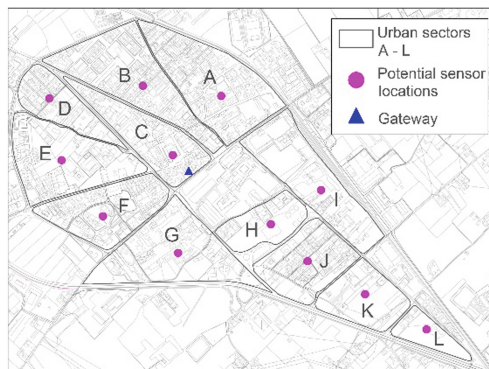 Urban sectors
A - L
Potential sensor
locations
Gateway
A
B
C
D
E
F
G
H
I
J
K
L